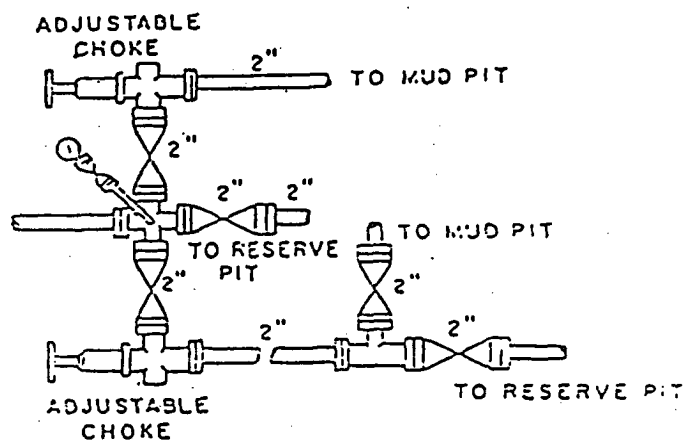 ADJUSTABLE
CHOKE
2"
TO MUD PIT
2"
2"
2"
TO RESERVE
PIT
TO MUD PIT
2"
2"
2"
2"
TO RESERVE PIT
ADJUSTABLE
CHOKE